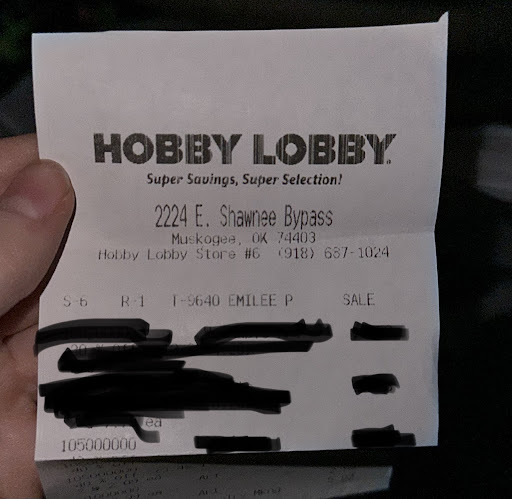 HOBBY LOBBY
Super Savings, Super Selection!
2224 E. Shawnee Bypass
Muskogee, OK 74403
Hobby Lobby Store #6 (918) 687-1024
S-6 R-1 T-9640 EMILEE P SALE
ea
105000000